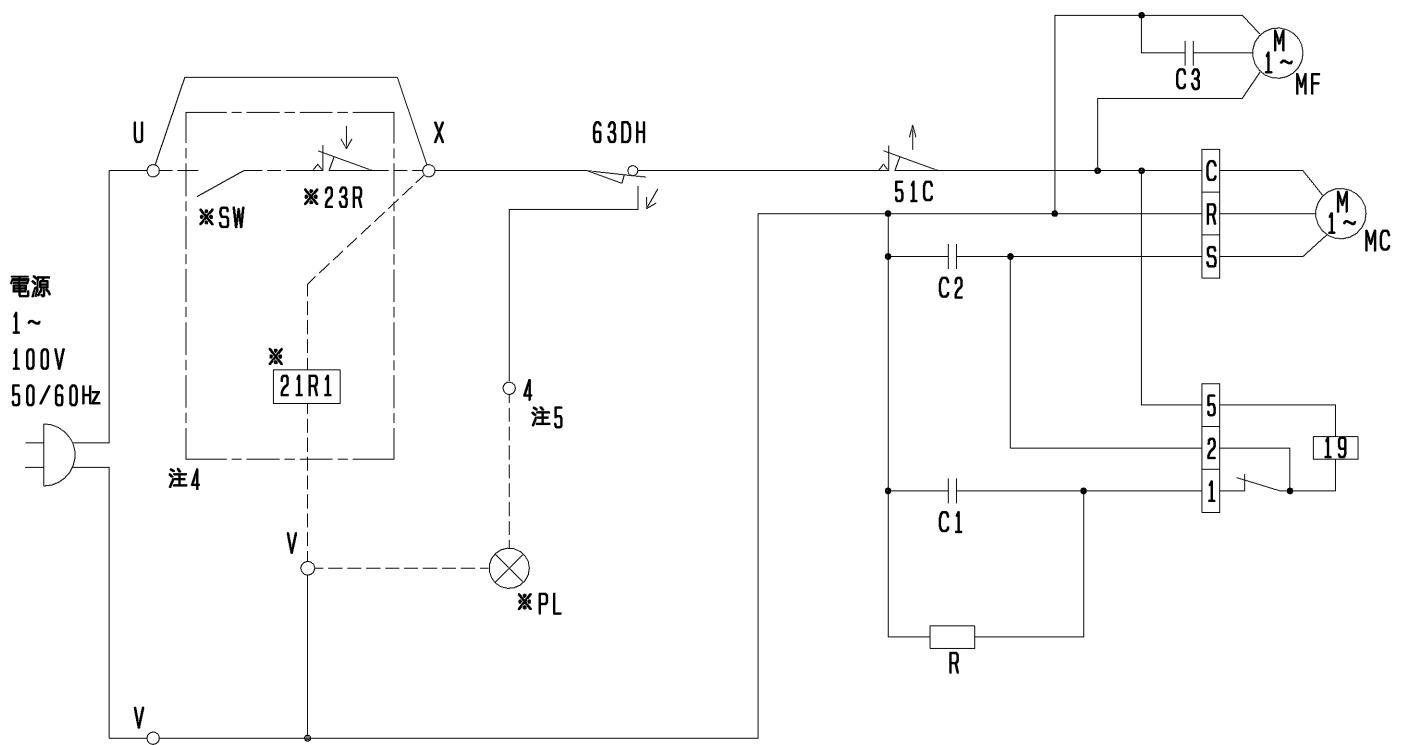 M
1~
MF
C3
U
X
63DH
51C
※SW
※23R
C
R
S
M
1~
MC
C2
電源
1~
100V
50/60Hz
※
21R1
4
注5
注4
5
2
1
19
C1
V
※PL
R
V